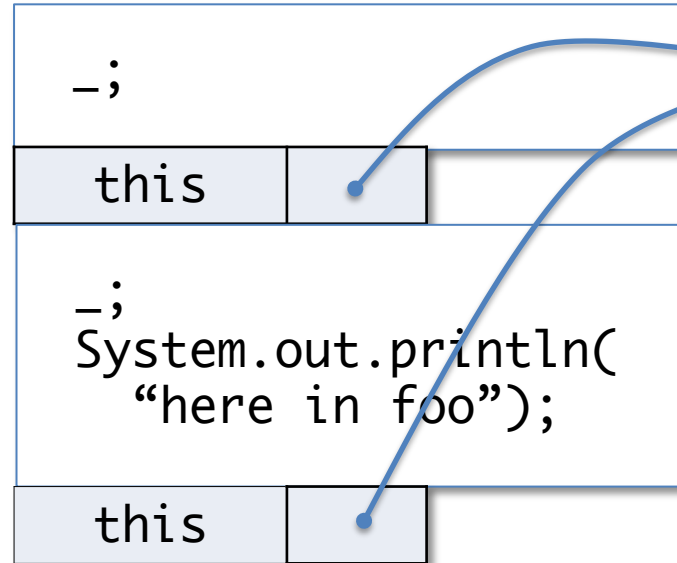 _;
this
_;
System.out.println(
“here in foo”);
this